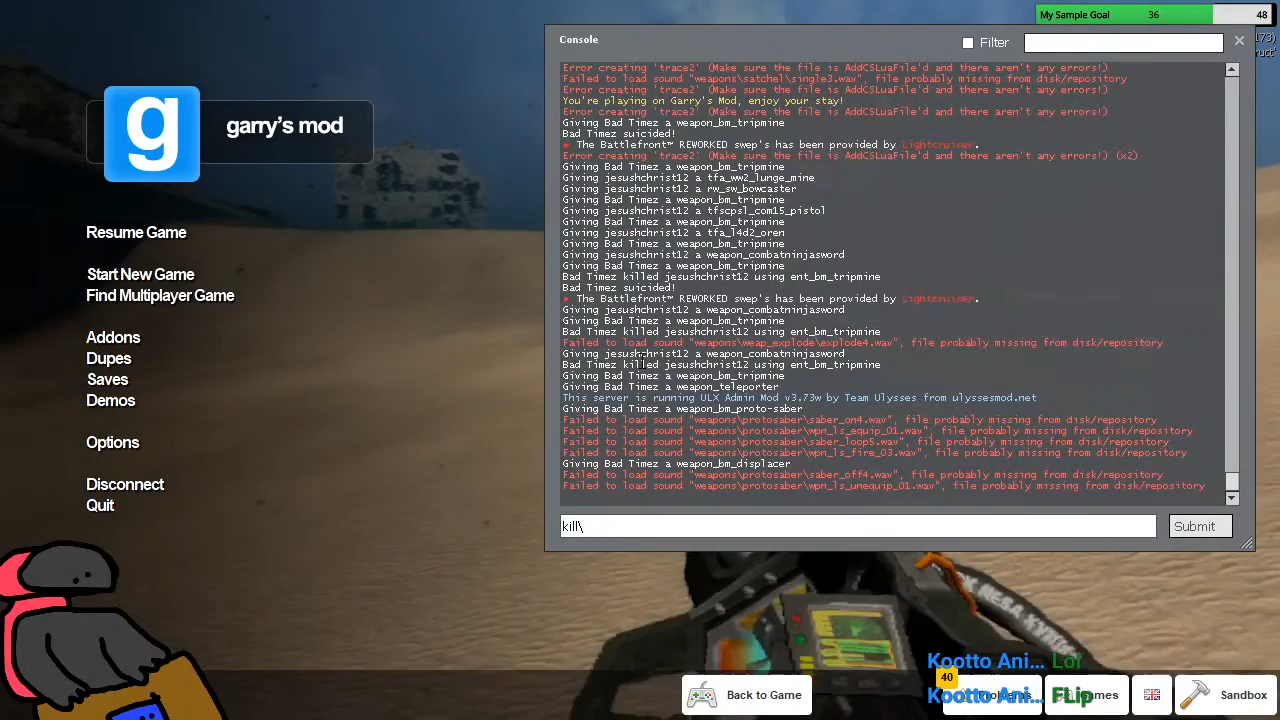 My Sample Goal 36 48
173)
ruct'
g
garry's mod
Resume Game
Start New Game
Find Multiplayer Game
Addons
Dupes
Saves
Demos
Options
Disconnect
Quit
Console
Filter
Error creating 'trace2' (Make sure the file is AddCSLuaFile'd and there aren't any errors!)
Failed to load sound "weapons\satchel\single3.wav", file probably missing from disk/repository
Error creating 'trace2' (Make sure the file is AddCSLuaFile'd and there aren't any errors!)
You're playing on Garry's Mod, enjoy your stay!
Error creating 'trace2' (Make sure the file is AddCSLuaFile'd and there aren't any errors!)
Giving Bad Timez a weapon_bm_tripmine
Bad Timez suicided!
► The Battlefront™ REWORKED swep's has been provided by Lightcruiser.
Error creating 'trace2' (Make sure the file is AddCSLuaFile'd and there aren't any errors!) (x2)
Giving Bad Timez a weapon_bm_tripmine
Giving jesushchrist12 a tfa_ww2_lunge_mine
Giving jesushchrist12 a rw_sw_bowcaster
Giving Bad Timez a weapon_bm_tripmine
Giving jesushchrist12 a tfscpsl_com15_pistol
Giving Bad Timez a weapon_bm_tripmine
Giving jesushchrist12 a tfa_l4d2_oren
Giving Bad Timez a weapon_bm_tripmine
Giving jesushchrist12 a weapon_combatninjasword
Giving Bad Timez a weapon_bm_tripmine
Bad Timez killed jesushchrist12 using ent_bm_tripmine
Bad Timez suicided!
► The Battlefront™ REWORKED swep's has been provided by Lightcruiser.
Giving jesushchrist12 a weapon_combatninjasword
Giving Bad Timez a weapon_bm_tripmine
Bad Timez killed jesushchrist12 using ent_bm_tripmine
Failed to load sound "weapons\weap_explode\explode4.wav", file probably missing from disk/repository
Giving jesushchrist12 a weapon_combatninjasword
Bad Timez killed jesushchrist12 using ent_bm_tripmine
Giving Bad Timez a weapon_bm_tripmine
Giving Bad Timez a weapon_teleporter
This server is running ULX Admin Mod v3.73w by Team Ulysses from ulyssesmod.net
Giving Bad Timez a weapon_bm_proto-saber
Failed to load sound "weapons\protosaber\saber_on4.wav", file probably missing from disk/repository
Failed to load sound "weapons\protosaber\wpn_ls_equip_01.wav", file probably missing from disk/repository
Failed to load sound "weapons\protosaber\saber_loop5.wav", file probably missing from disk/repository
Failed to load sound "weapons\protosaber\wpn_ls_fire_03.wav", file probably missing from disk/repository
Giving Bad Timez a weapon_bm_displacer
Failed to load sound "weapons\protosaber\saber_off4.wav", file probably missing from disk/repository
Failed to load sound "weapons\protosaber\wpn_ls_unequip_01.wav", file probably missing from disk/repository
kill\
Submit
Kootto Ani... Lol
Kootto Ani... FLip
Back to Game
40
Games
Sandbox